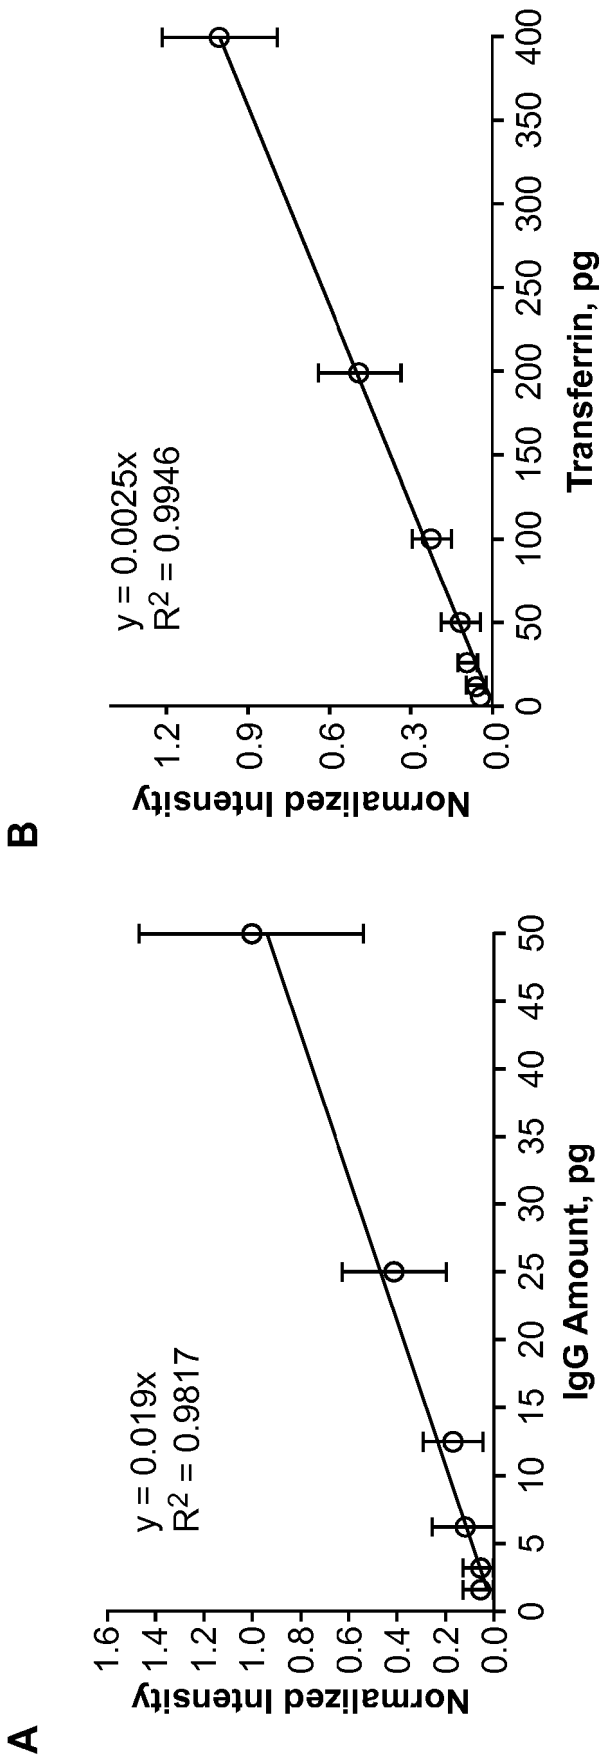 A
y = 0.019x
R² = 0.9817
Normalized Intensity
1.6
1.4
1.2
1.0
0.8
0.6
0.4
0.2
0.0
0 5 10 15 20 25 30 35 40 45 50
IgG Amount, pg
B
y = 0.0025x
R² = 0.9946
Normalized Intensity
1.2
0.9
0.6
0.3
0.0
0 50 100 150 200 250 300 350 400
Transferrin, pg